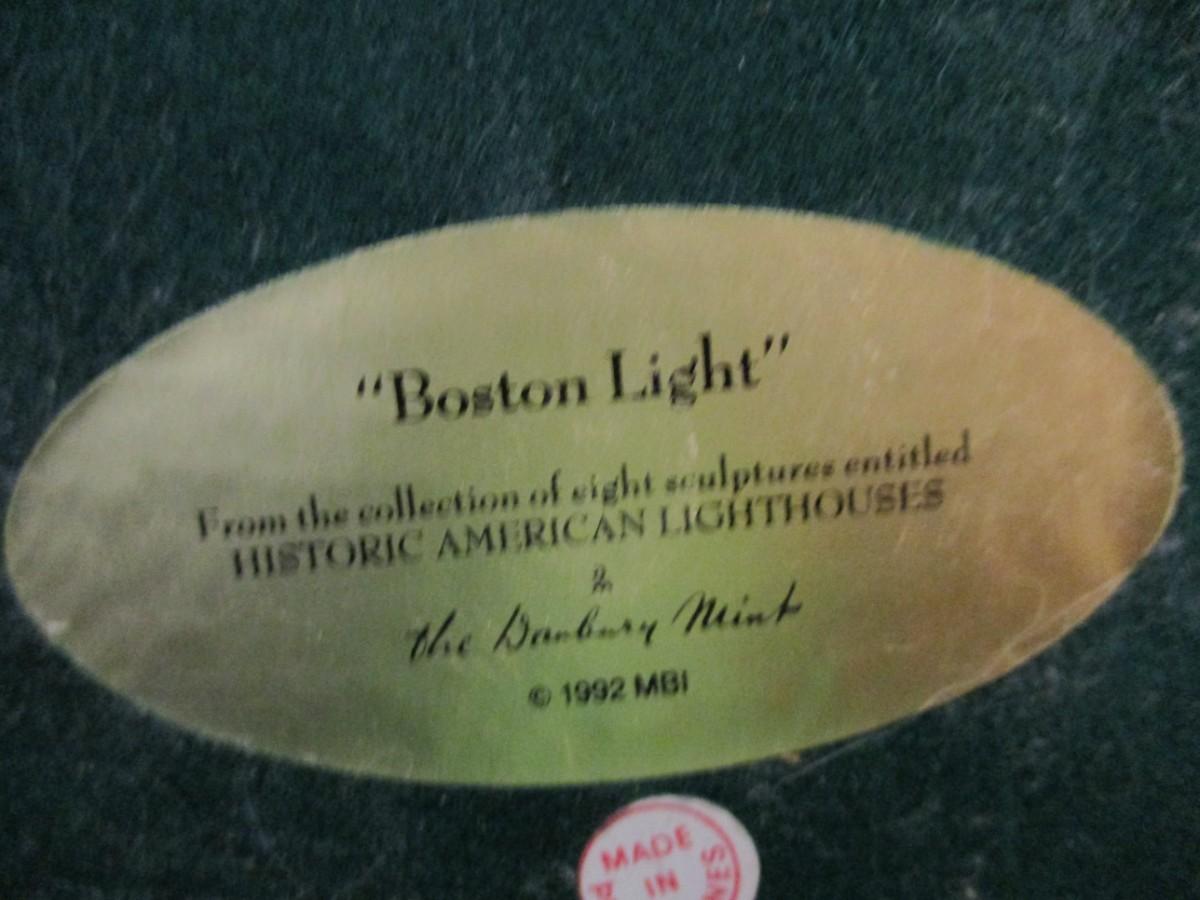 "Boston Light"
From the collection of eight sculptures entitled
HISTORIC AMERICAN LIGHTHOUSES
The Danbury Mint
© 1992 MBI
MADE
IN